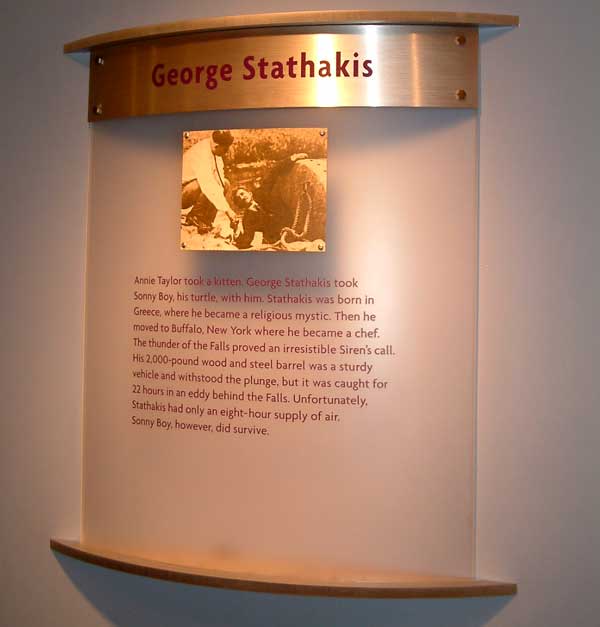 George Stathakis
Annie Taylor took a kitten. George Stathakis took
Sonny Boy, his turtle, with him. Stathakis was born in
Greece, where he became a religious mystic. Then he
moved to Buffalo, New York where he became a chef.
The thunder of the Falls proved an irresistible Siren's call.
His 2,000-pound wood and steel barrel was a sturdy
vehicle and withstood the plunge, but it was caught for
22 hours in an eddy behind the Falls. Unfortunately,
Stathakis had only an eight-hour supply of air.
Sonny Boy, however, did survive.